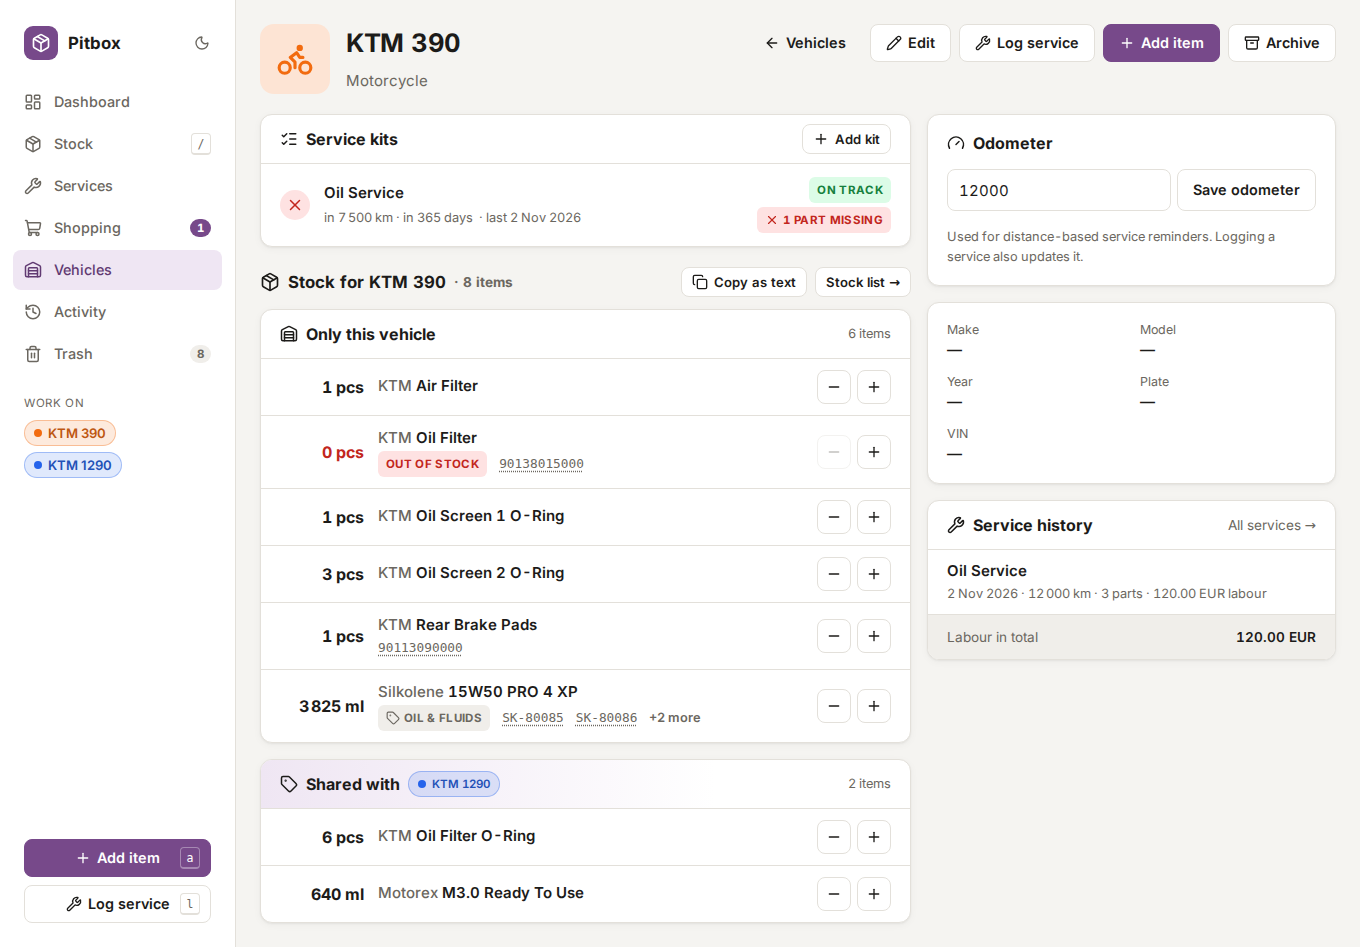 Pitbox
Dashboard
Stock /
Services
Shopping 1
Vehicles
Activity
Trash 8
WORK ON
KTM 390
KTM 1290
+ Add item a
Log service l
KTM 390
Motorcycle
← Vehicles
Edit
Log service
+ Add item
Archive
Service kits
+ Add kit
Oil Service
in 7 500 km · in 365 days · last 2 Nov 2026
ON TRACK
1 PART MISSING
Stock for KTM 390 · 8 items
Copy as text
Stock list →
Only this vehicle
6 items
1 pcs KTM Air Filter
0 pcs KTM Oil Filter
OUT OF STOCK 90138015000
1 pcs KTM Oil Screen 1 O-Ring
3 pcs KTM Oil Screen 2 O-Ring
1 pcs KTM Rear Brake Pads
90113090000
3 825 ml Silkolene 15W50 PRO 4 XP
OIL & FLUIDS SK-80085 SK-80086 +2 more
Shared with KTM 1290
2 items
6 pcs KTM Oil Filter O-Ring
640 ml Motorex M3.0 Ready To Use
Odometer
12000
Save odometer
Used for distance-based service reminders. Logging a
service also updates it.
Make Model
— —
Year Plate
— —
VIN
—
Service history
All services →
Oil Service
2 Nov 2026 · 12 000 km · 3 parts · 120.00 EUR labour
Labour in total 120.00 EUR